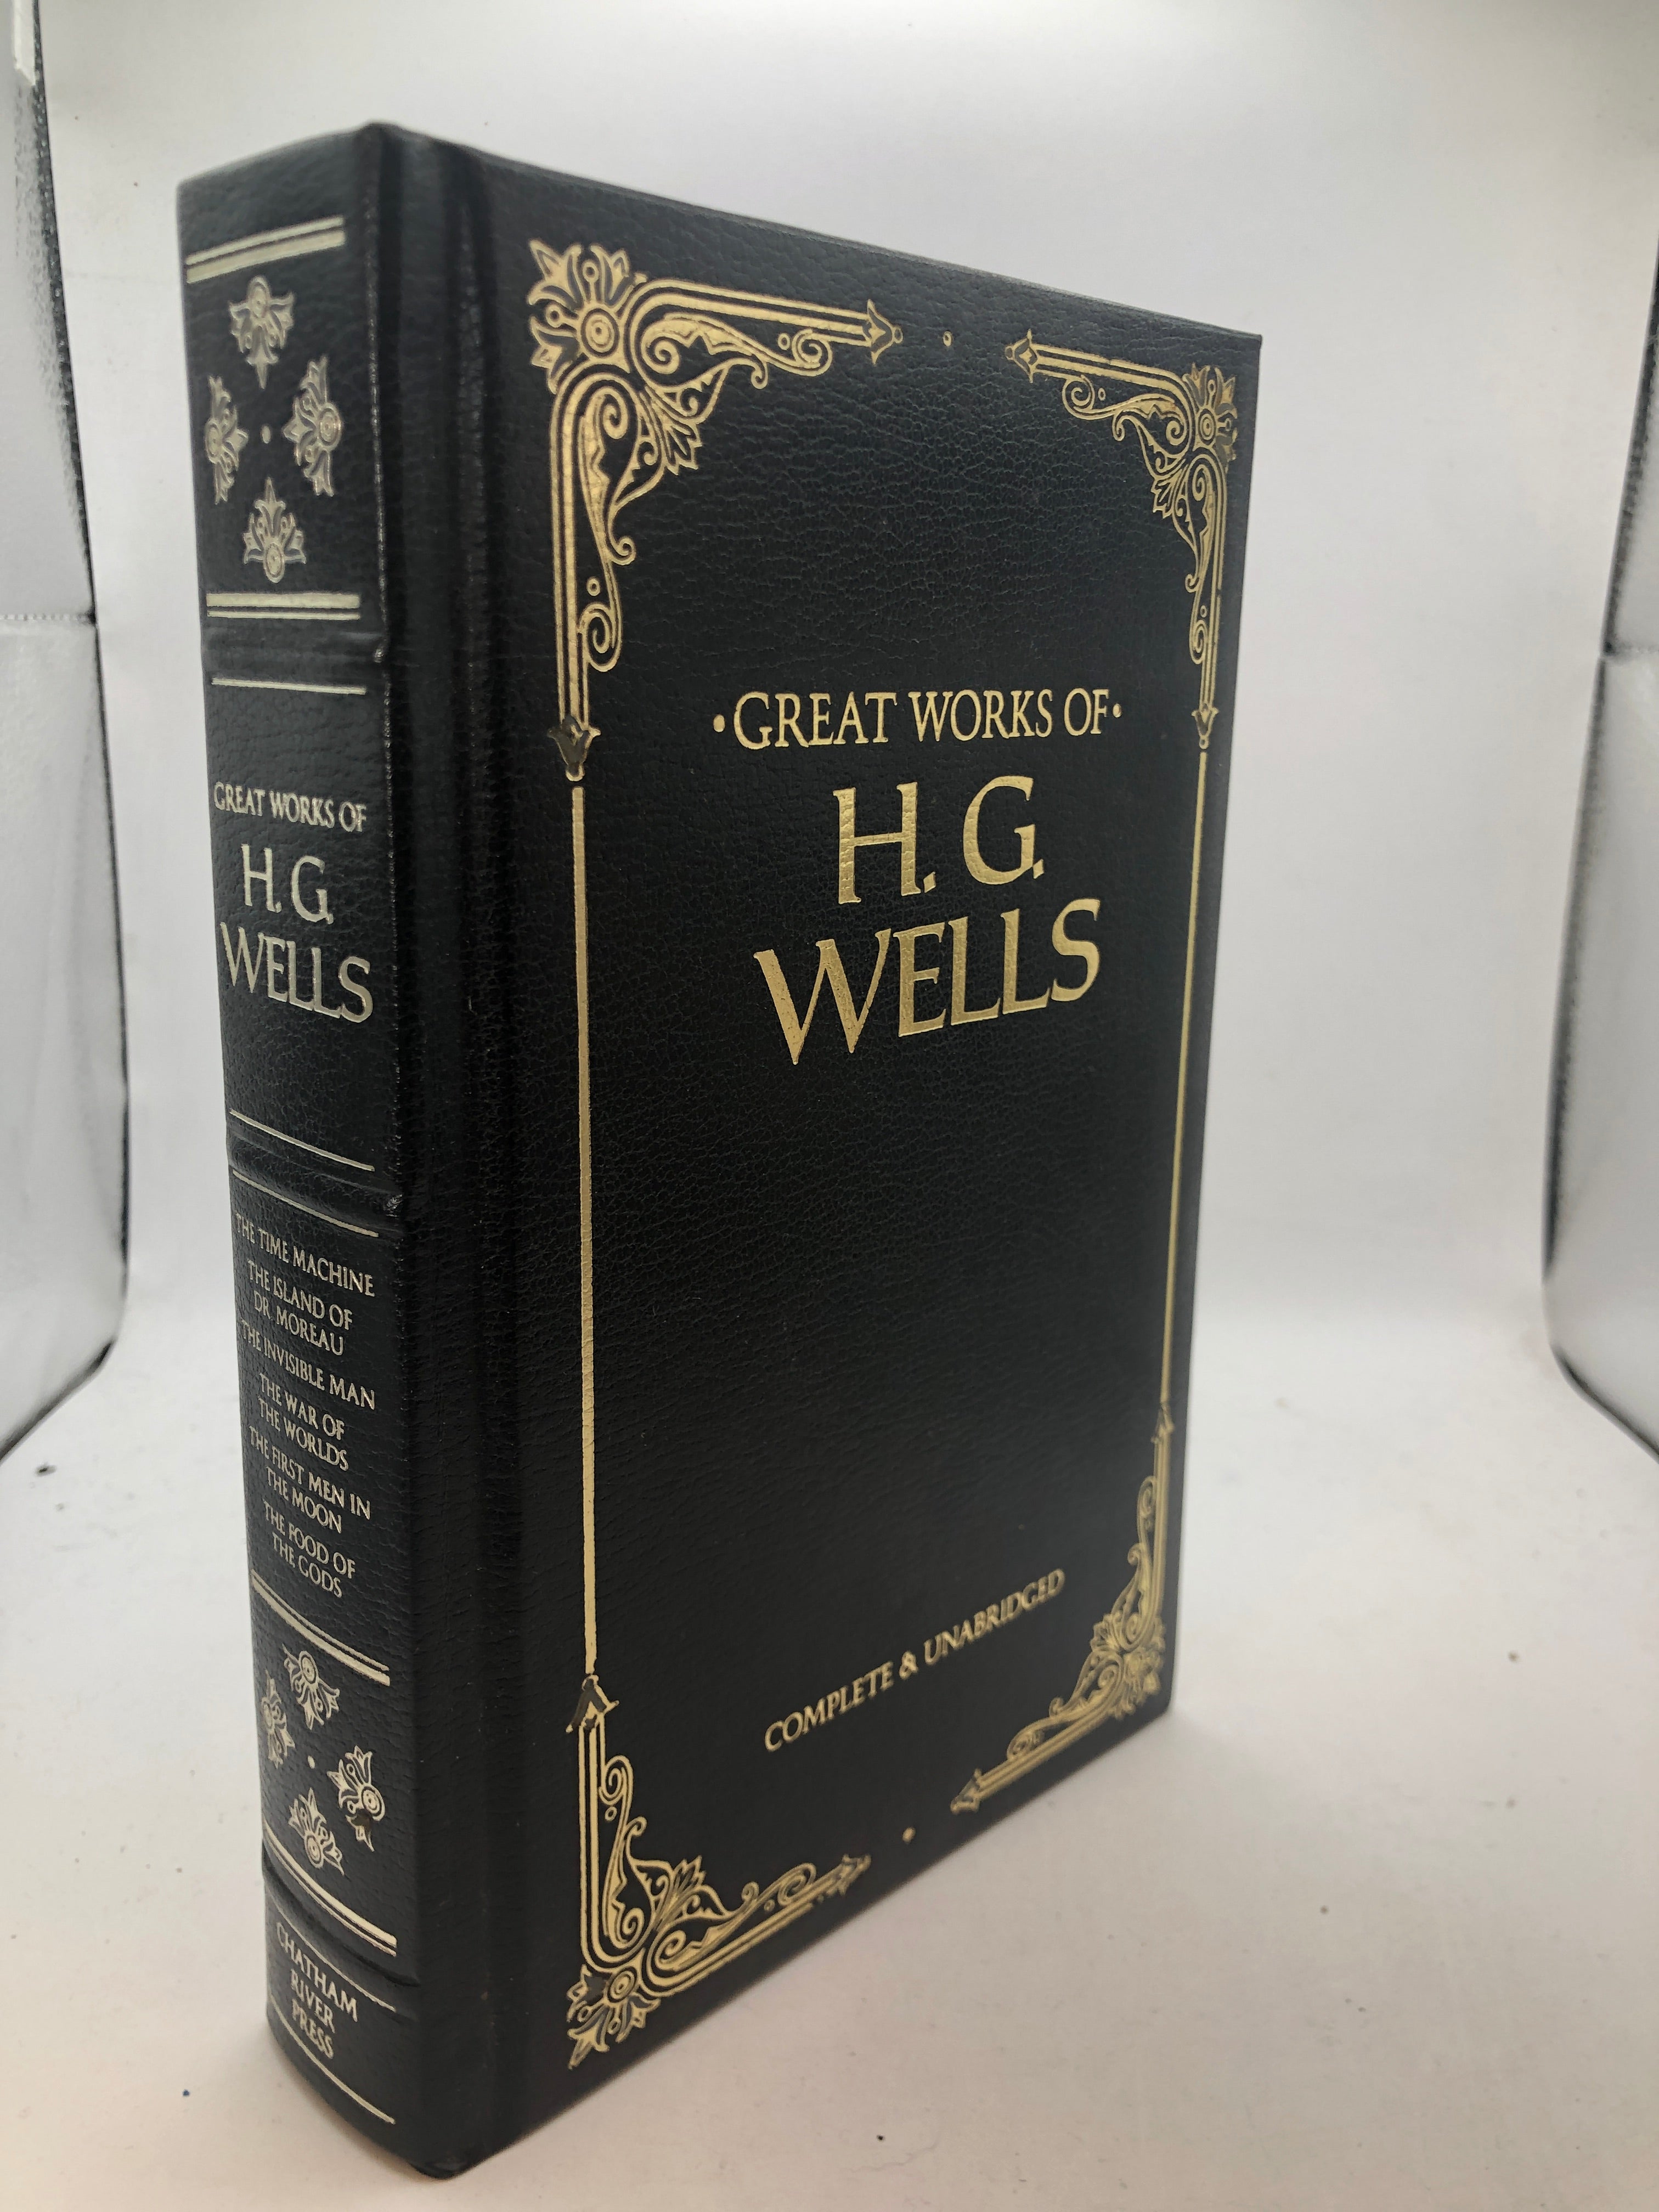 GREAT WORKS OF
H. G.
WELLS
THE TIME MACHINE
THE ISLAND OF
DR. MOREAU
THE INVISIBLE MAN
THE WAR OF
THE WORLDS
THE FIRST MEN IN
THE MOON
THE FOOD OF
THE GODS
CHATHAM
RIVER
PRESS
·GREAT WORKS OF·
H. G.
WELLS
COMPLETE & UNABRIDGED